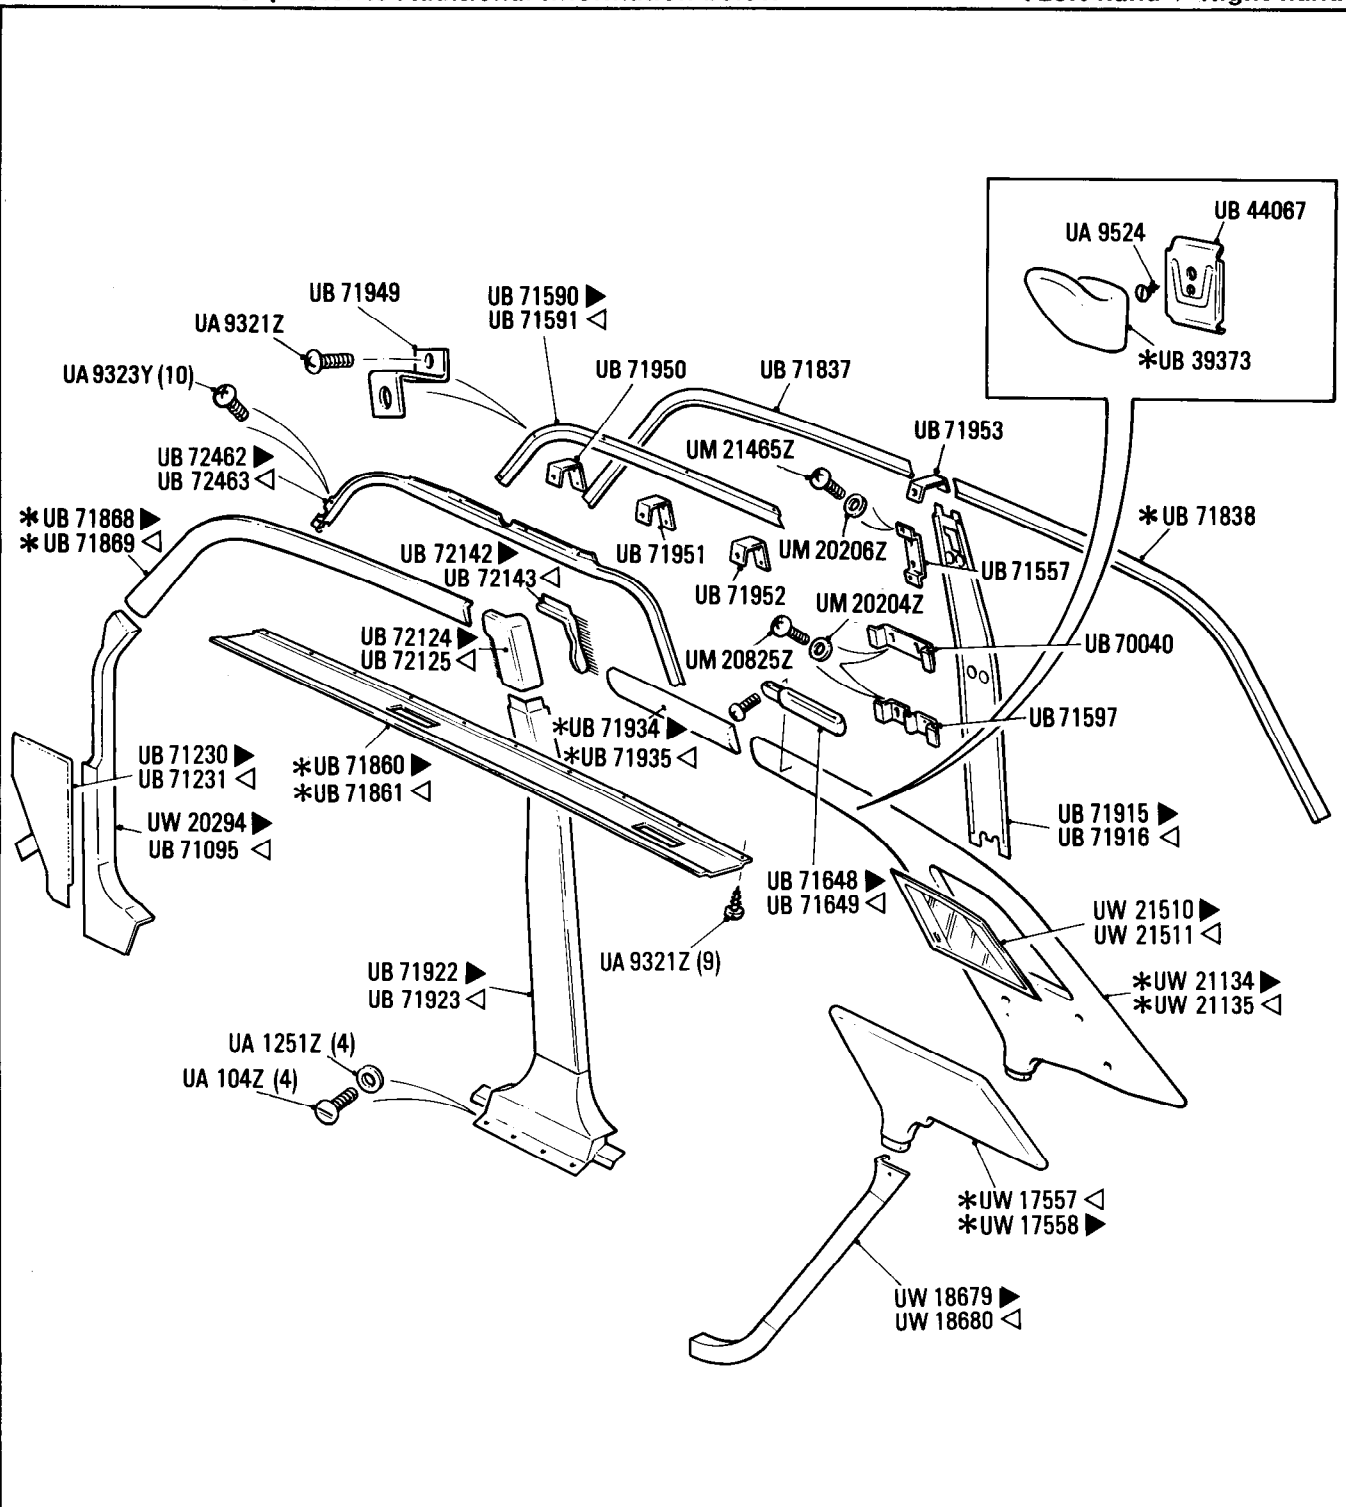 UB 44067
UA 9524
*UB 39373
UB 71949
UB 71590 ▶
UB 71591 ◁
UA 9321Z
UB 71950
UB 71837
UA 9323Y (10)
UB 71953
UM 21465Z
UB 72462 ▶
UB 72463 ◁
*UB 71868 ▶
*UB 71869 ◁
*UB 71838
UB 72142 ▶
UB 72143 ◁
UB 71951
UM 20206Z
UB 71557
UB 71952
UM 20204Z
UB 72124 ▶
UB 72125 ◁
UM 20825Z
UB 70040
UB 71597
*UB 71934 ▶
*UB 71935 ◁
UB 71230 ▶
UB 71231 ◁
*UB 71860 ▶
*UB 71861 ◁
UW 20294 ▶
UB 71095 ◁
UB 71915 ▶
UB 71916 ◁
UB 71648 ▶
UB 71649 ◁
UW 21510 ▶
UW 21511 ◁
UA 9321Z (9)
UB 71922 ▶
UB 71923 ◁
*UW 21134 ▶
*UW 21135 ◁
UA 1251Z (4)
UA 104Z (4)
*UW 17557 ◁
*UW 17558 ▶
UW 18679 ▶
UW 18680 ◁